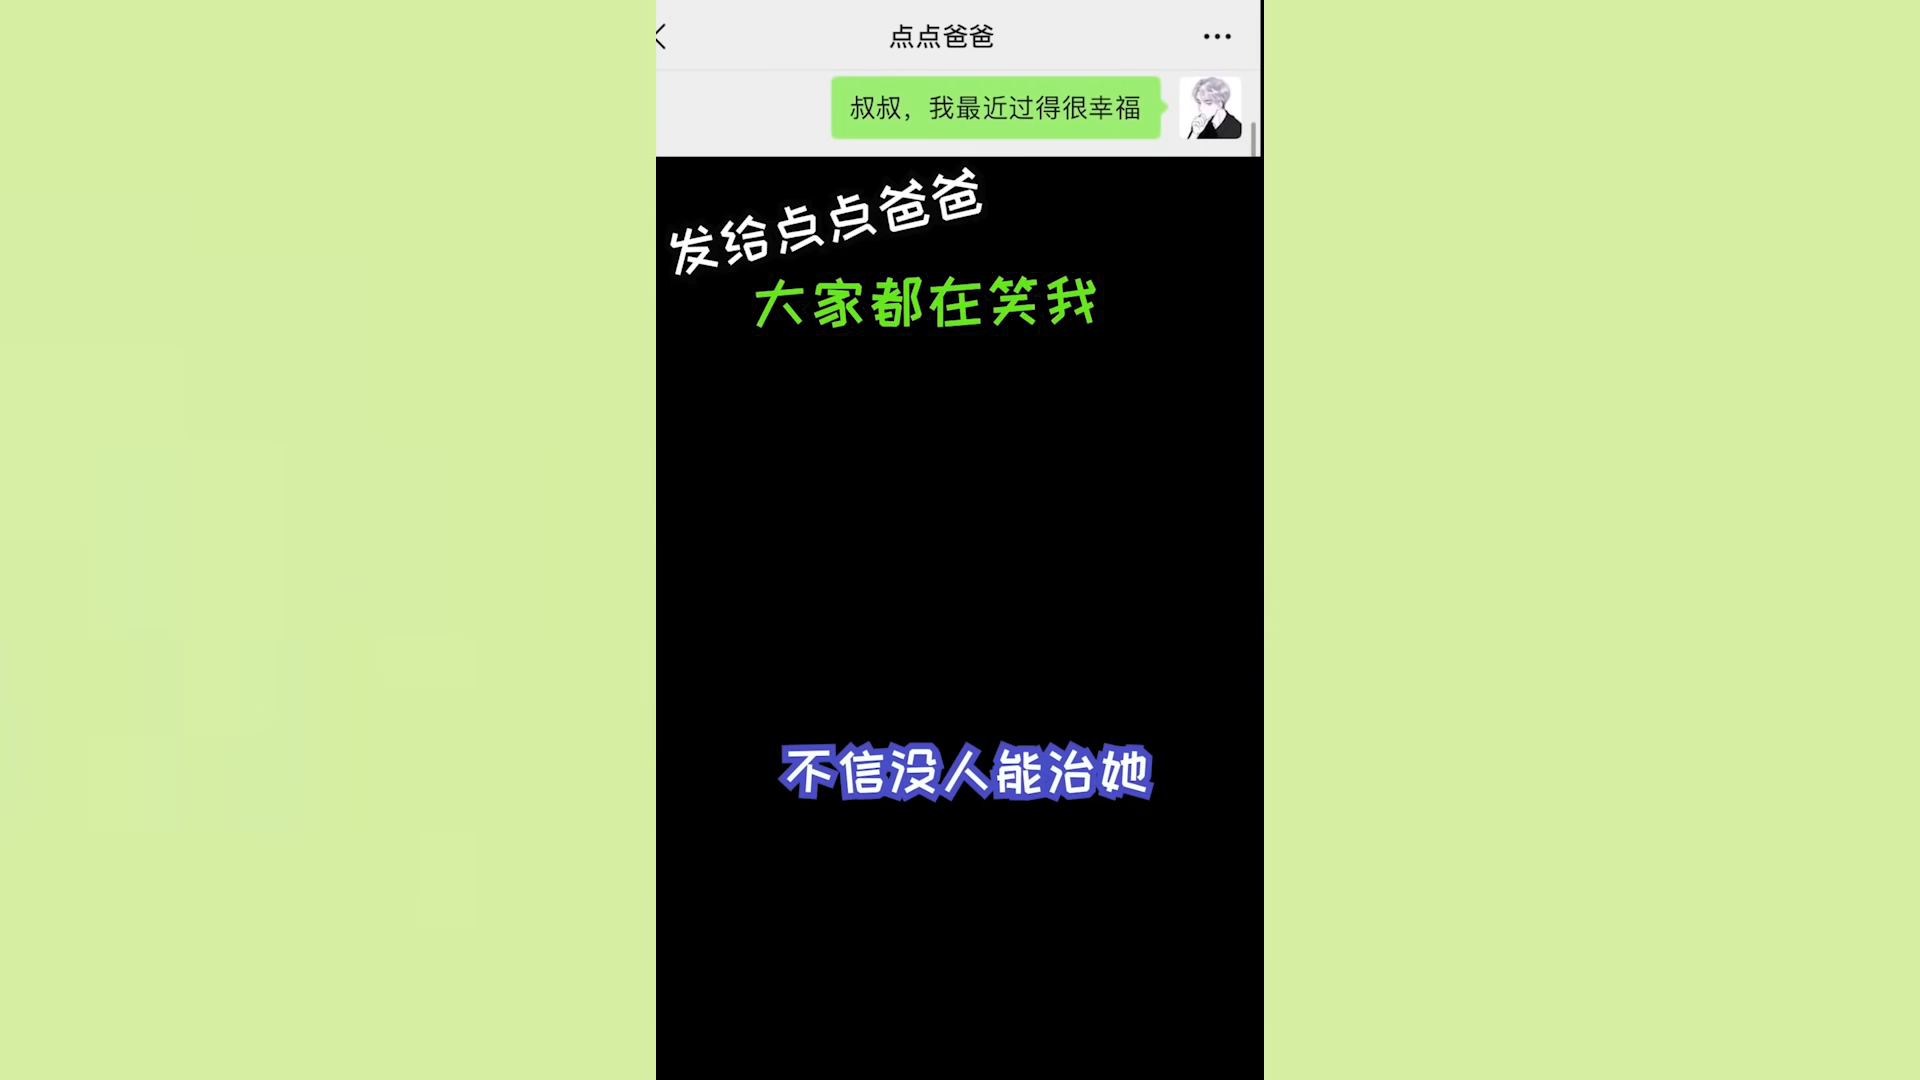 点点爸爸
叔叔，我最近过得很幸福
发给点点爸爸
大家都在笑我
不信没人能治她